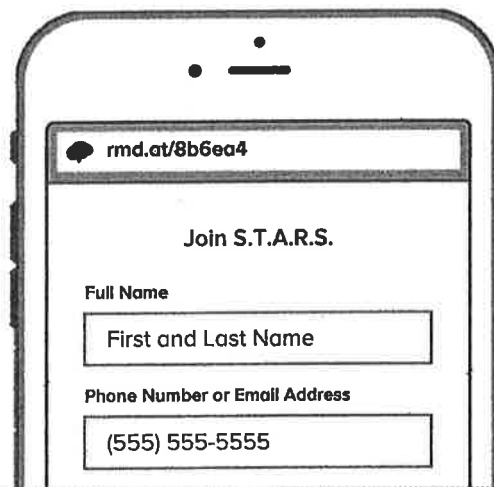 rmd.at/8b6ea4
Join S.T.A.R.S.
Full Name
First and Last Name
Phone Number or Email Address
(555) 555-5555